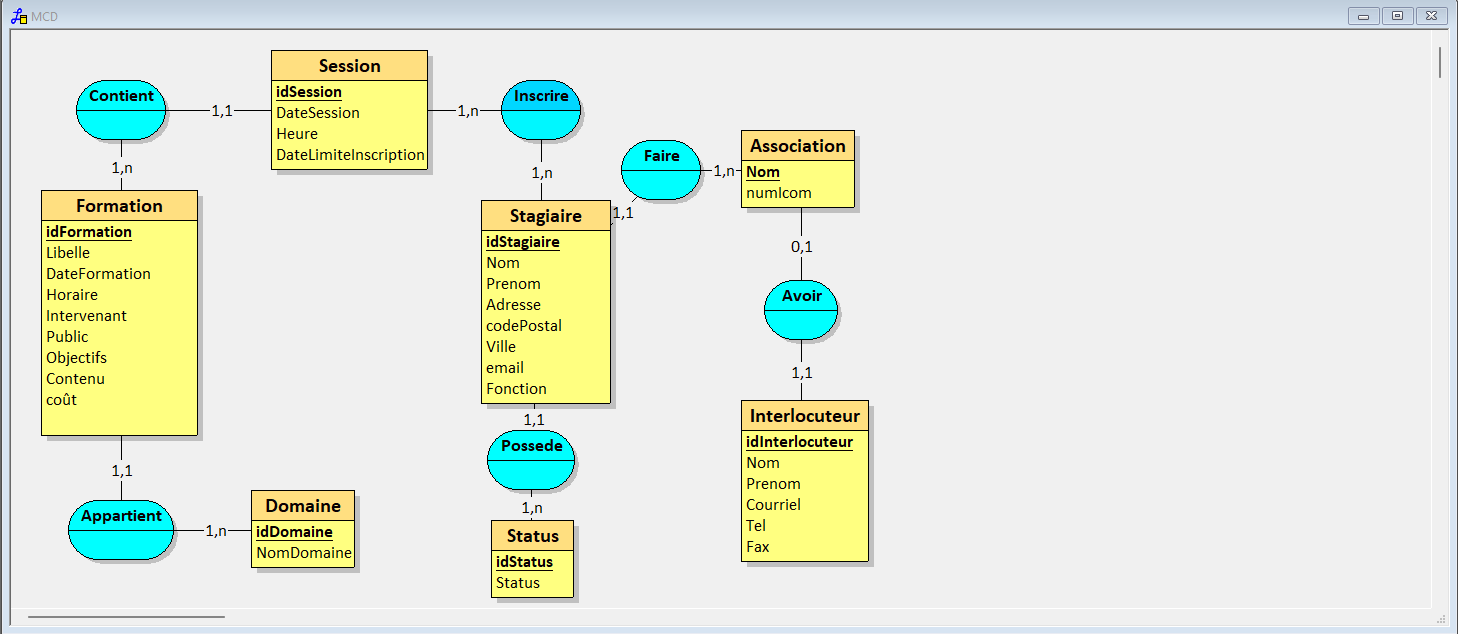 MCD
Session
idSession
DateSession
Heure
DateLimiteInscription
Contient
1,1
1,n
Inscrire
1,n
1,n
Faire
1,n
1,1
Association
Nom
numIcom
Formation
idFormation
Libelle
DateFormation
Horaire
Intervenant
Public
Objectifs
Contenu
coût
Stagiaire
idStagiaire
Nom
Prenom
Adresse
codePostal
Ville
email
Fonction
0,1
Avoir
1,1
1,1
Possede
1,n
Interlocuteur
idInterlocuteur
Nom
Prenom
Courriel
Tel
Fax
1,1
Appartient
1,n
Domaine
idDomaine
NomDomaine
Status
idStatus
Status